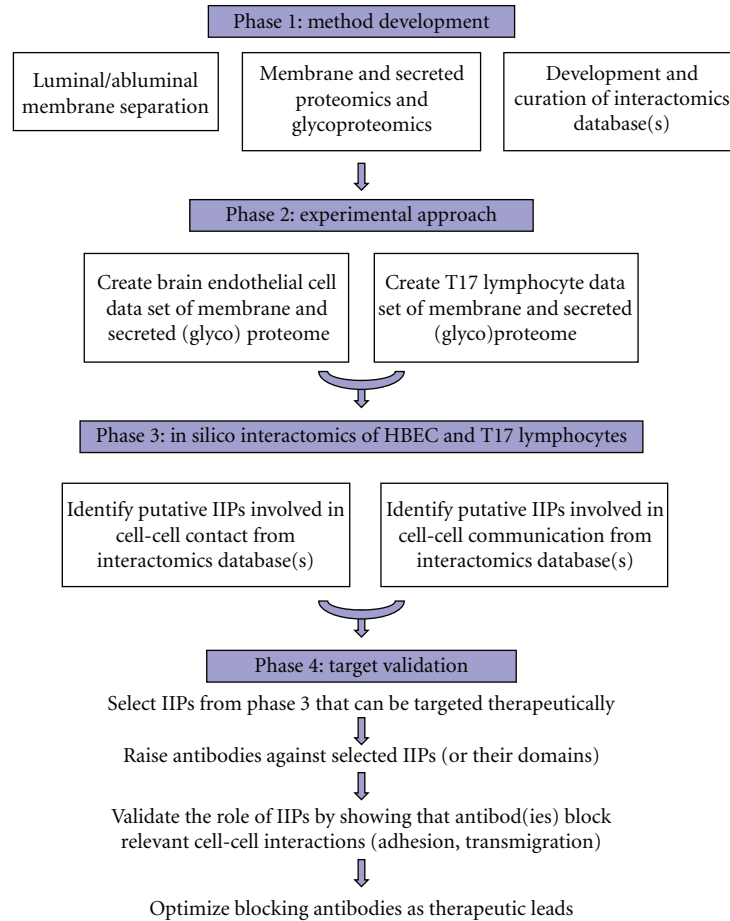 Phase 1: method development
Luminal/abluminal
membrane separation
Membrane and secreted
proteomics and
glycoproteomics
Development and
curation of interactomics
database(s)
Phase 2: experimental approach
Create brain endothelial cell
data set of membrane and
secreted (glyco) proteome
Create T17 lymphocyte data
set of membrane and secreted
(glyco)proteome
Phase 3: in silico interactomics of HBEC and T17 lymphocytes
Identify putative IIPs involved in
cell-cell contact from
interactomics database(s)
Identify putative IIPs involved in
cell-cell communication from
interactomics database(s)
Phase 4: target validation
Select IIPs from phase 3 that can be targeted therapeutically
Raise antibodies against selected IIPs (or their domains)
Validate the role of IIPs by showing that antibod(ies) block
relevant cell-cell interactions (adhesion, transmigration)
Optimize blocking antibodies as therapeutic leads